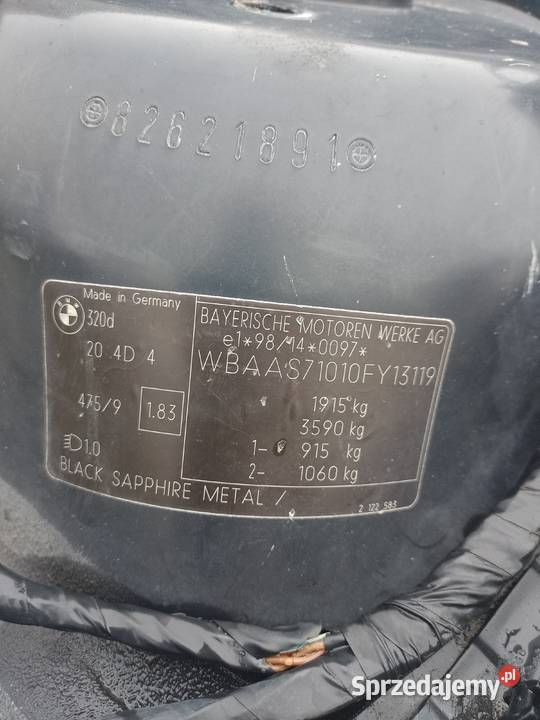 82621891
BMW
Made in Germany
320d
20 4D 4
475/9 1.83
1.0
BLACK SAPPHIRE METAL /
BAYERISCHE MOTOREN WERKE AG
e1*98/14*0097*
WBAAS71010FY13119
1915 kg
3590 kg
1- 915 kg
2- 1060 kg
2 122 583
Sprzedajemy.pl